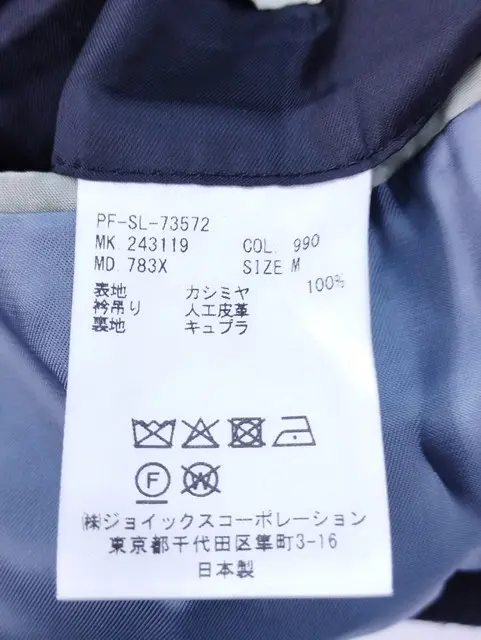 PF-SL-73572
MK. 243119 COL. 990
MD. 783X SIZE M
表地 カシミヤ 100%
衿吊り 人工皮革
裏地 キュプラ
F W
㈱ジョイックスコーポレーション
東京都千代田区隼町3-16
日本製